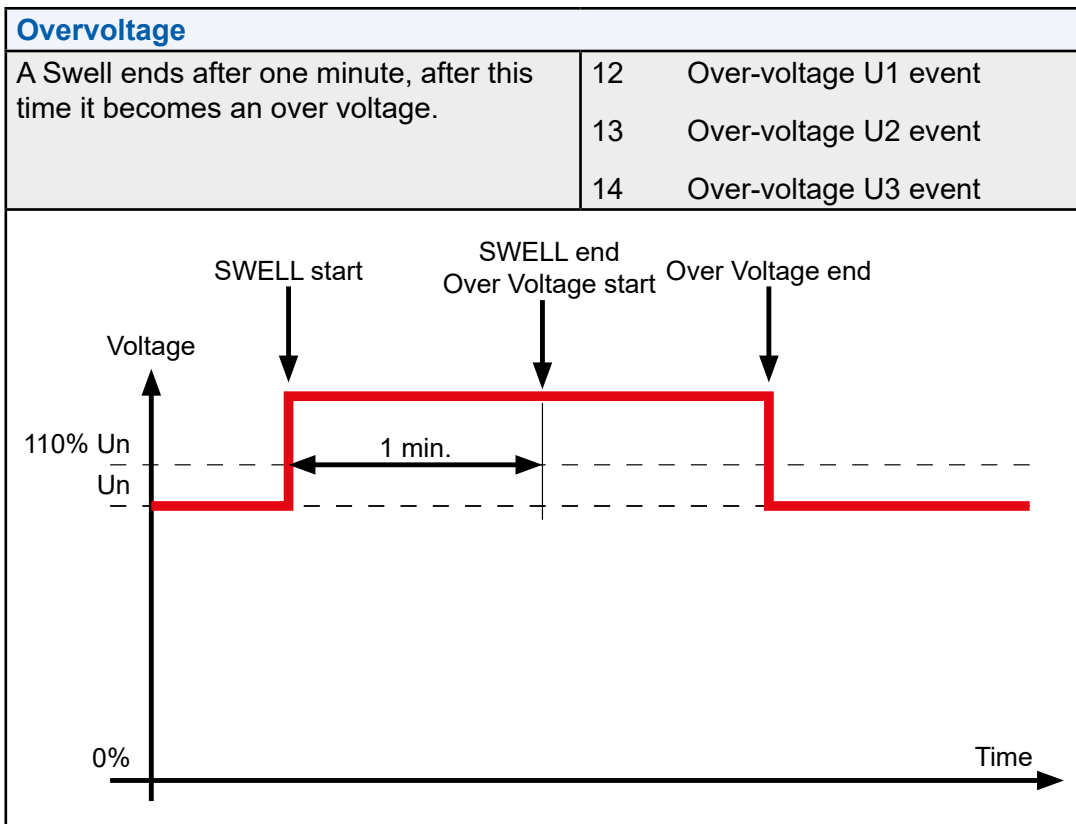 Overvoltage
A Swell ends after one minute, after this
time it becomes an over voltage.
12 Over-voltage U1 event
13 Over-voltage U2 event
14 Over-voltage U3 event
SWELL start
SWELL end
Over Voltage start
Over Voltage end
Voltage
110% Un
1 min.
Un
0%
Time